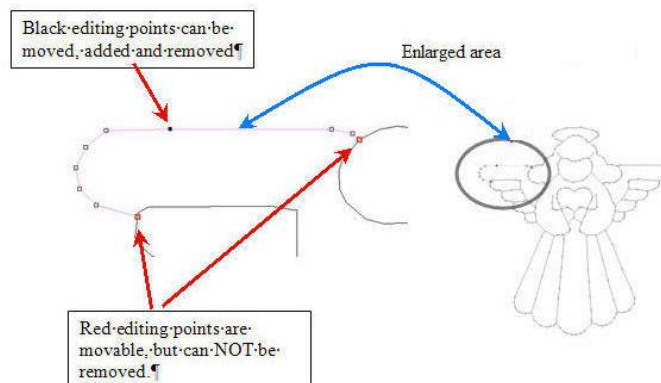 Black·editing·points·can·be·
moved,·added·and·removed¶
Enlarged area
Red·editing·points·are·
movable,·but·can·NOT·be·
removed.¶